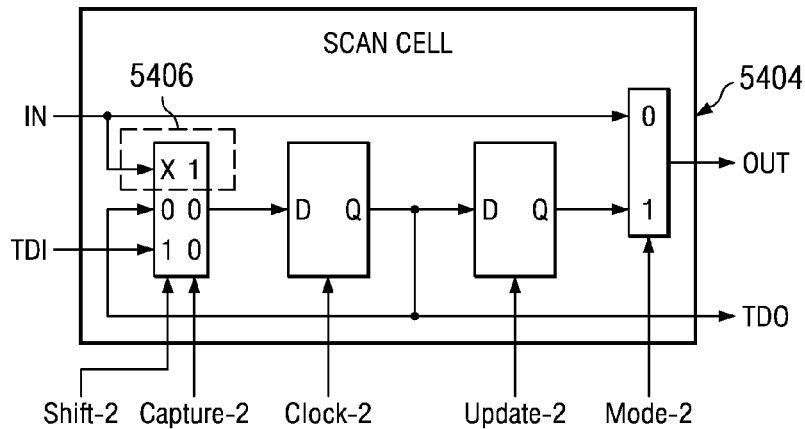 SCAN CELL
5406
5404
IN
0
X 1
OUT
0 0
D Q
D Q
1
TDI
1 0
TDO
Shift-2 Capture-2 Clock-2 Update-2 Mode-2